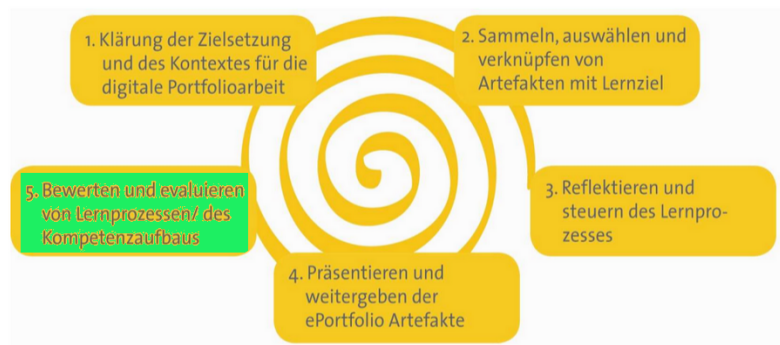 1. Klärung der Zielsetzung
und des Kontextes für die
digitale Portfolioarbeit
2. Sammeln, auswählen und
verknüpfen von
Artefakten mit Lernziel
3. Reflektieren und
steuern des Lernpro-
zesses
4. Präsentieren und
weitergeben der
ePortfolio Artefakte
5. Bewerten und evaluieren
von Lernprozessen/ des
Kompetenzaufbaus